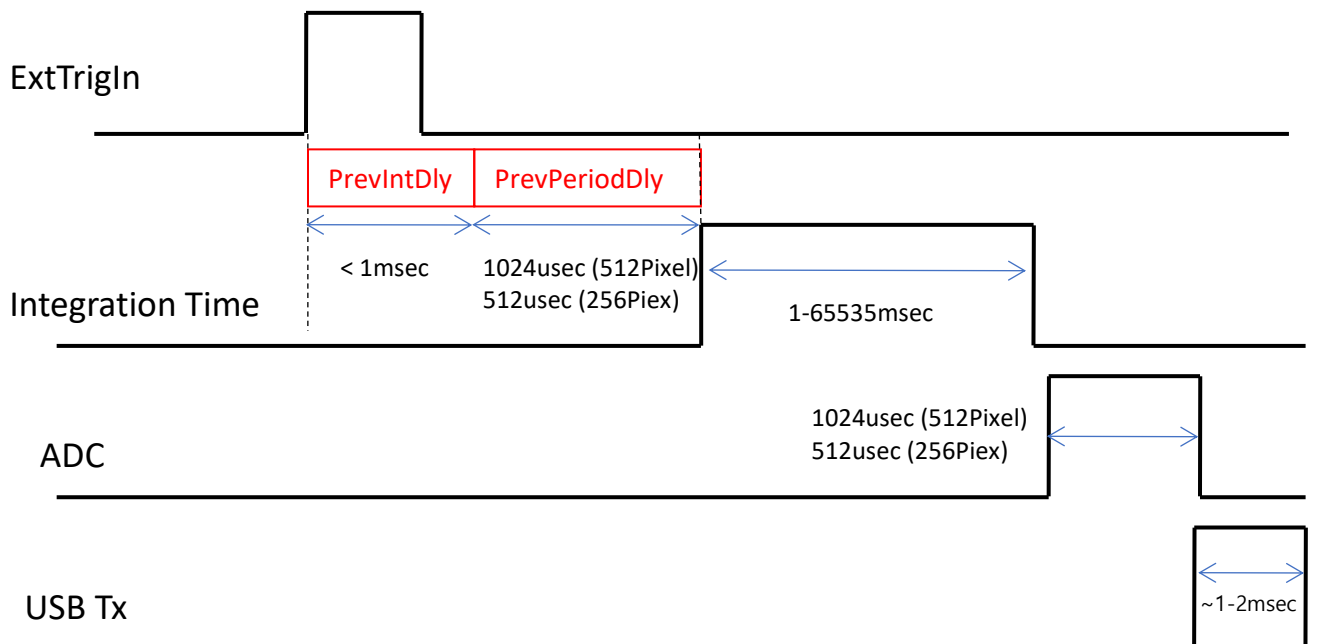 ExtTrigIn
PrevIntDly PrevPeriodDly
< 1msec
1024usec (512Pixel)
512usec (256Piex)
Integration Time
1-65535msec
1024usec (512Pixel)
512usec (256Piex)
ADC
USB Tx
~1-2msec